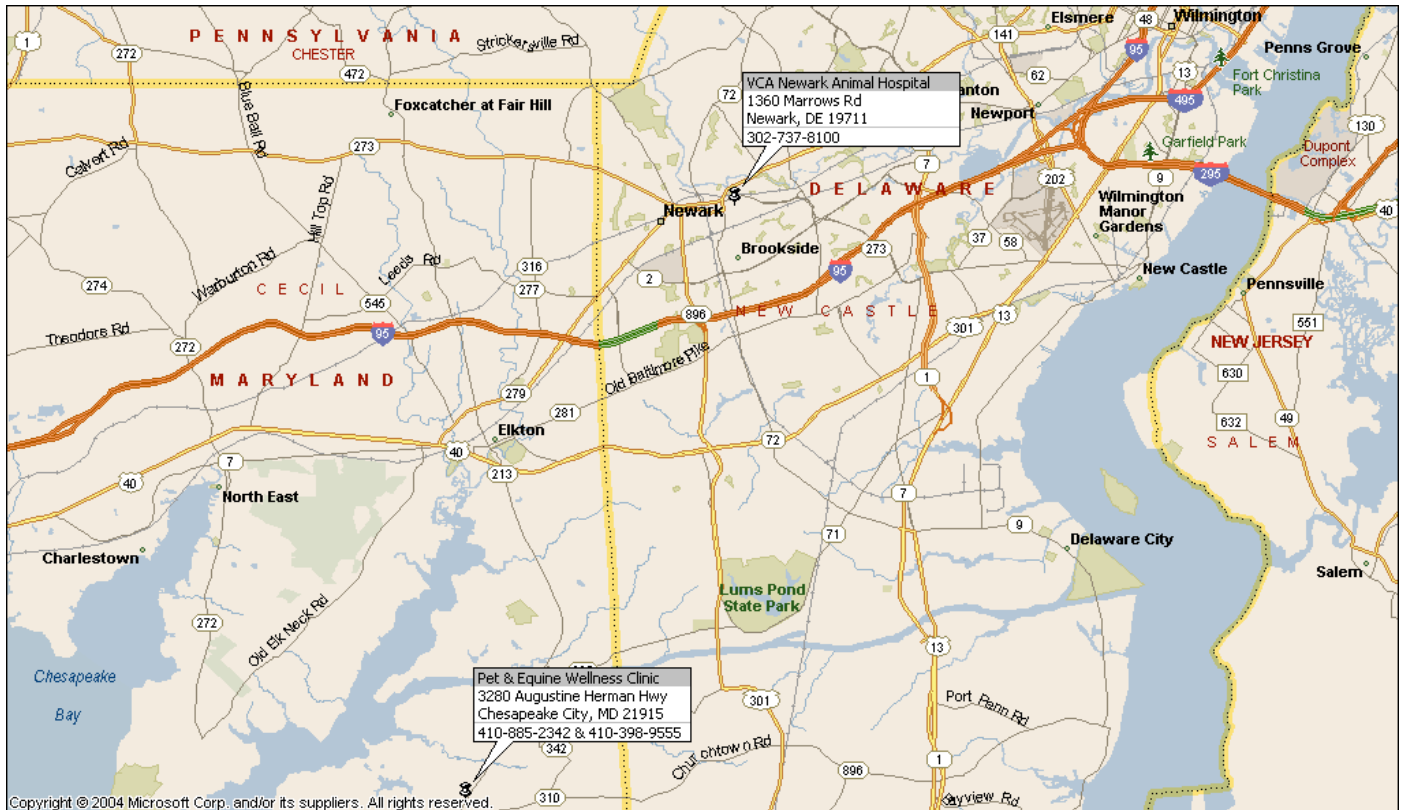 PENNSYLVANIA
CHESTER
Strickersville Rd
1
272
472
Blue Ball Rd
Foxcatcher at Fair Hill
Calvert Rd
273
Hill Top Rd
Warburton Rd
Leeds Rd
274
CECIL
545
Theodore Rd
272
95
MARYLAND
316
277
279
281
Elkton
40
213
7
40
North East
Charlestown
272
Old Elk Neck Rd
Chesapeake
Bay
Elsmere
48
Wilmington
141
95
Penns Grove
62
13
Fort Christina
Park
72
VCA Newark Animal Hospital
1360 Marrows Rd
Newark, DE 19711
302-737-8100
anton
Newport
495
130
Garfield Park
Dupont
Complex
7
DELAWARE
202
9
295
40
Newark
Wilmington
Manor
Gardens
Brookside
273
37
58
2
95
New Castle
Pennsville
896
NEW CASTLE
301
13
551
NEW JERSEY
Old Baltimore Pike
1
630
632
49
SALEM
72
7
71
9
Delaware City
Salem
Lums Pond
State Park
13
Pet & Equine Wellness Clinic
3280 Augustine Herman Hwy
Chesapeake City, MD 21915
410-885-2342 & 410-398-9555
301
Port Penn Rd
342
Churchtown Rd
896
1
310
Bayview Rd
Copyright © 2004 Microsoft Corp. and/or its suppliers. All rights reserved.